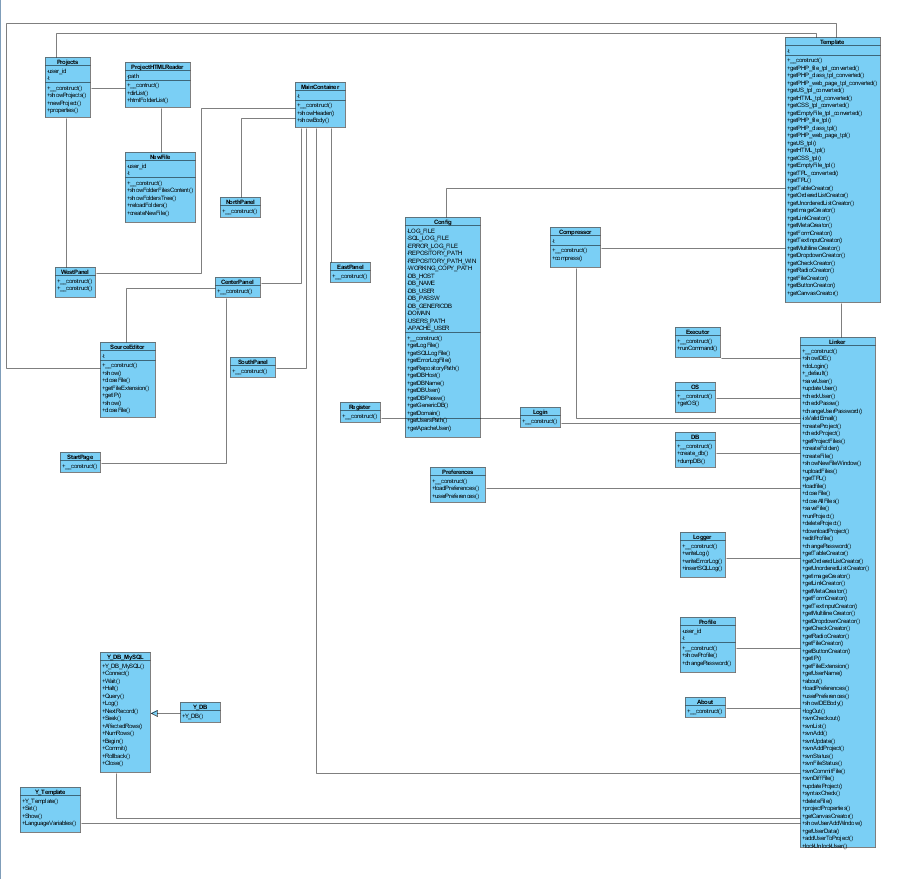 Projects
-user_id
-t
+__construct()
+showProjects()
+newProject()
+properties()
ProjectHTMLReader
-path
+__construct()
+dirList()
+htmlFolderList()
NewFile
-user_id
-t
+__construct()
+showFolderFilesContent()
+showFoldersTree()
+reloadFolders()
+createNewFile()
MainContainer
-t
+__construct()
+showHeader()
+showBody()
NorthPanel
+__construct()
WestPanel
+__construct()
+__construct()
CenterPanel
+__construct()
EastPanel
+__construct()
SouthPanel
+__construct()
SourceEditor
-t
+__construct()
+show()
+closeFile()
+getFileExtension()
+getIP()
+show()
+closeFile()
StartPage
+__construct()
Config
-LOG_FILE
-SQL_LOG_FILE
-ERROR_LOG_FILE
-REPOSITORY_PATH
-REPOSITORY_PATH_WIN
-WORKING_COPY_PATH
-DB_HOST
-DB_NAME
-DB_USER
-DB_PASSW
-DB_GENERICDB
-DOMAIN
-USERS_PATH
-APACHE_USER
+__construct()
+getLogFile()
+getSQLLogFile()
+getErrorLogFile()
+getRepositoryPath()
+getDBHost()
+getDBName()
+getDBUser()
+getDBPassw()
+getGenericDB()
+getDomain()
+getUsersPath()
+getApacheUser()
Compressor
-t
+__construct()
+compress()
Register
+__construct()
Login
+__construct()
Preferences
+__construct()
+loadPreferences()
+usePreferences()
Executor
+__construct()
+runCommand()
OS
+__construct()
+getOS()
DB
+__construct()
+create_db()
+dumpDB()
Logger
+__construct()
+writeLog()
+writeErrorLog()
+insertSQLLog()
Profile
-user_id
-t
+__construct()
+showProfile()
+changePassword()
About
+__construct()
Y_DB_MySQL
+Y_DB_MySQL()
+Connect()
+Wait()
+Halt()
+Query()
+Log()
+NextRecord()
+Seek()
+AffectedRows()
+NumRows()
+Begin()
+Commit()
+Rollback()
+Close()
Y_DB
+Y_DB()
Y_Template
+Y_Template()
+Set()
+Show()
+LanguageVariables()
Template
-t
+__construct()
+getPHP_file_tpl_converted()
+getPHP_class_tpl_converted()
+getPHP_web_page_tpl_converted()
+getJS_tpl_converted()
+getHTML_tpl_converted()
+getCSS_tpl_converted()
+getEmptyFile_tpl_converted()
+getPHP_file_tpl()
+getPHP_class_tpl()
+getPHP_web_page_tpl()
+getJS_tpl()
+getHTML_tpl()
+getCSS_tpl()
+getEmptyFile_tpl()
+getTPL_converted()
+getTPL()
+getTableCreator()
+getOrderedListCreator()
+getUnorderedListCreator()
+getImageCreator()
+getLinkCreator()
+getMetaCreator()
+getFormCreator()
+getTextInputCreator()
+getMultilineCreator()
+getDropdownCreator()
+getCheckCreator()
+getRadioCreator()
+getFileCreator()
+getButtonCreator()
+getCanvasCreator()
Linker
+__construct()
+showIDE()
+doLogin()
+_default()
+saveUser()
+updateUser()
+checkUser()
+checkPassw()
+changeUserPassword()
+isValidEmail()
+createProject()
+checkProject()
+getProjectFiles()
+createFolder()
+createFile()
+showNewFileWindow()
+uploadFiles()
+getTPL()
+loadfile()
+closeFile()
+closeAllFiles()
+saveFile()
+runProject()
+deleteProject()
+downloadProject()
+editProfile()
+changePassword()
+getTableCreator()
+getOrderedListCreator()
+getUnorderedListCreator()
+getImageCreator()
+getLinkCreator()
+getMetaCreator()
+getFormCreator()
+getTextInputCreator()
+getMultilineCreator()
+getDropdownCreator()
+getCheckCreator()
+getRadioCreator()
+getFileCreator()
+getButtonCreator()
+getIP()
+getFileExtension()
+getUserName()
+about()
+loadPreferences()
+usePreferences()
+showIDEBody()
+logOut()
+svnCheckout()
+svnList()
+svnAdd()
+svnUpdate()
+svnAddProject()
+svnStatus()
+svnFileStatus()
+svnCommitFile()
+svnDiffFile()
+updateProject()
+syntaxCheck()
+deleteFile()
+projectProperties()
+getCanvasCreator()
+showUserAddWindow()
+getUserData()
+addUserToProject()
+lockUnlockUser()